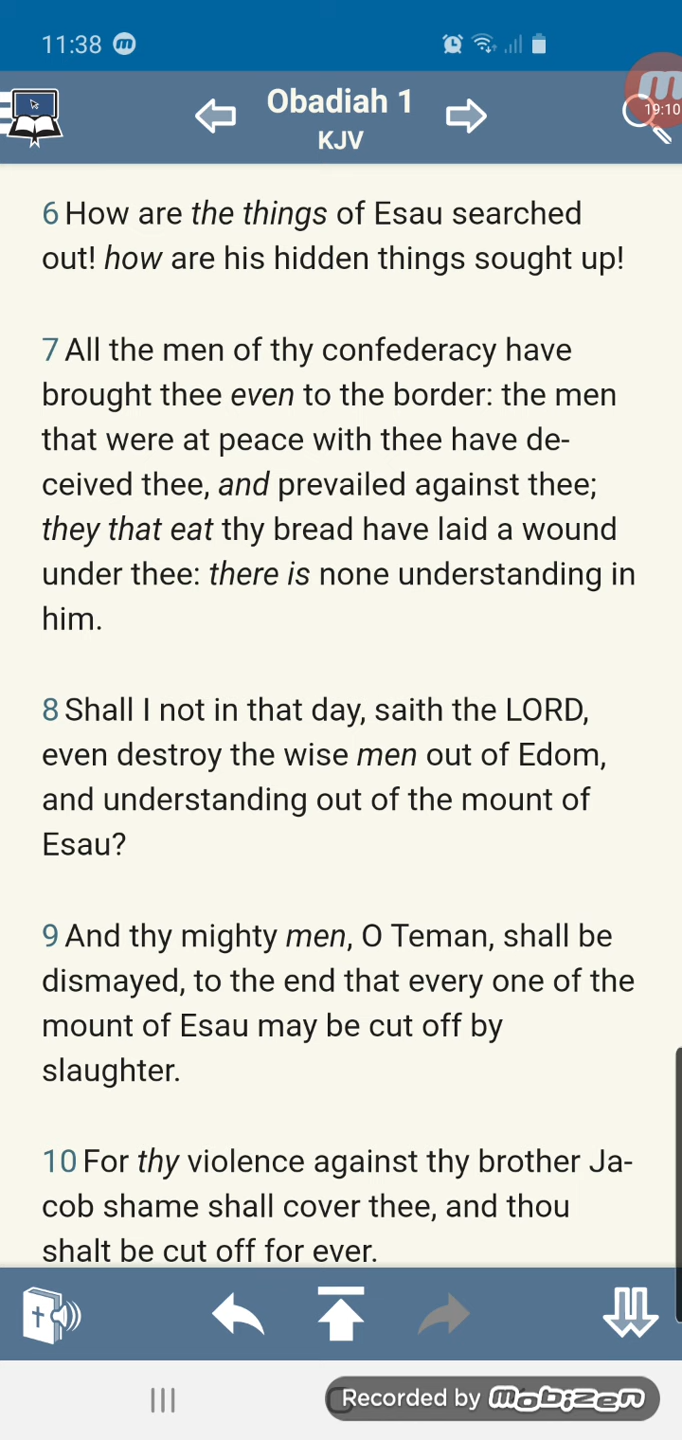 11:38
Obadiah 1
KJV
19:10
6 How are the things of Esau searched
out! how are his hidden things sought up!
7 All the men of thy confederacy have
brought thee even to the border: the men
that were at peace with thee have de-
ceived thee, and prevailed against thee;
they that eat thy bread have laid a wound
under thee: there is none understanding in
him.
8 Shall I not in that day, saith the LORD,
even destroy the wise men out of Edom,
and understanding out of the mount of
Esau?
9 And thy mighty men, O Teman, shall be
dismayed, to the end that every one of the
mount of Esau may be cut off by
slaughter.
10 For thy violence against thy brother Ja-
cob shame shall cover thee, and thou
shalt be cut off for ever.
Recorded by mobizen